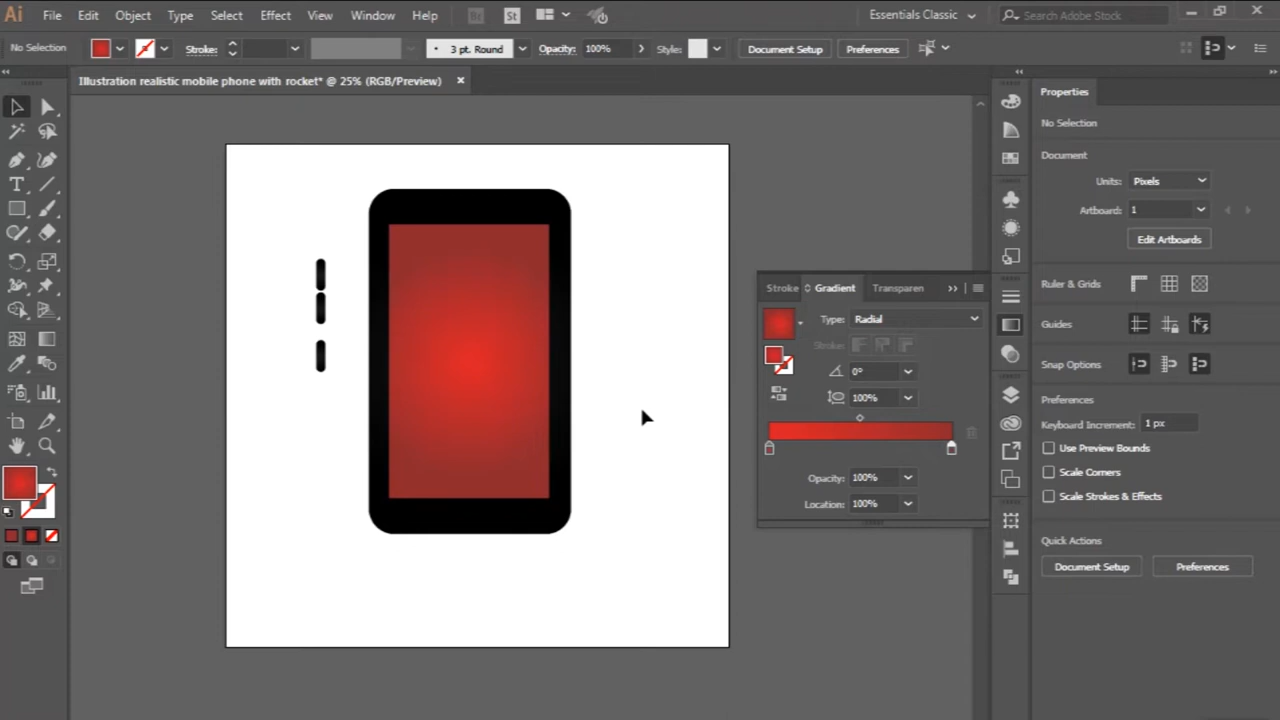 Ai File Edit Object Type Select Effect View Window Help Br St Essentials Classic Search Adobe Stock
No Selection Stroke: 3 pt. Round Opacity: 100% Style: Document Setup Preferences
Illustration realistic mobile phone with rocket* @ 25% (RGB/Preview)
Properties
No Selection
Document
Units: Pixels
Artboard: 1
Edit Artboards
Stroke Gradient Transparen
Type: Radial
Stroke:
0°
100%
Opacity: 100%
Location: 100%
Ruler & Grids
Guides
Snap Options
Preferences
Keyboard Increment: 1 px
Use Preview Bounds
Scale Corners
Scale Strokes & Effects
Quick Actions
Document Setup Preferences